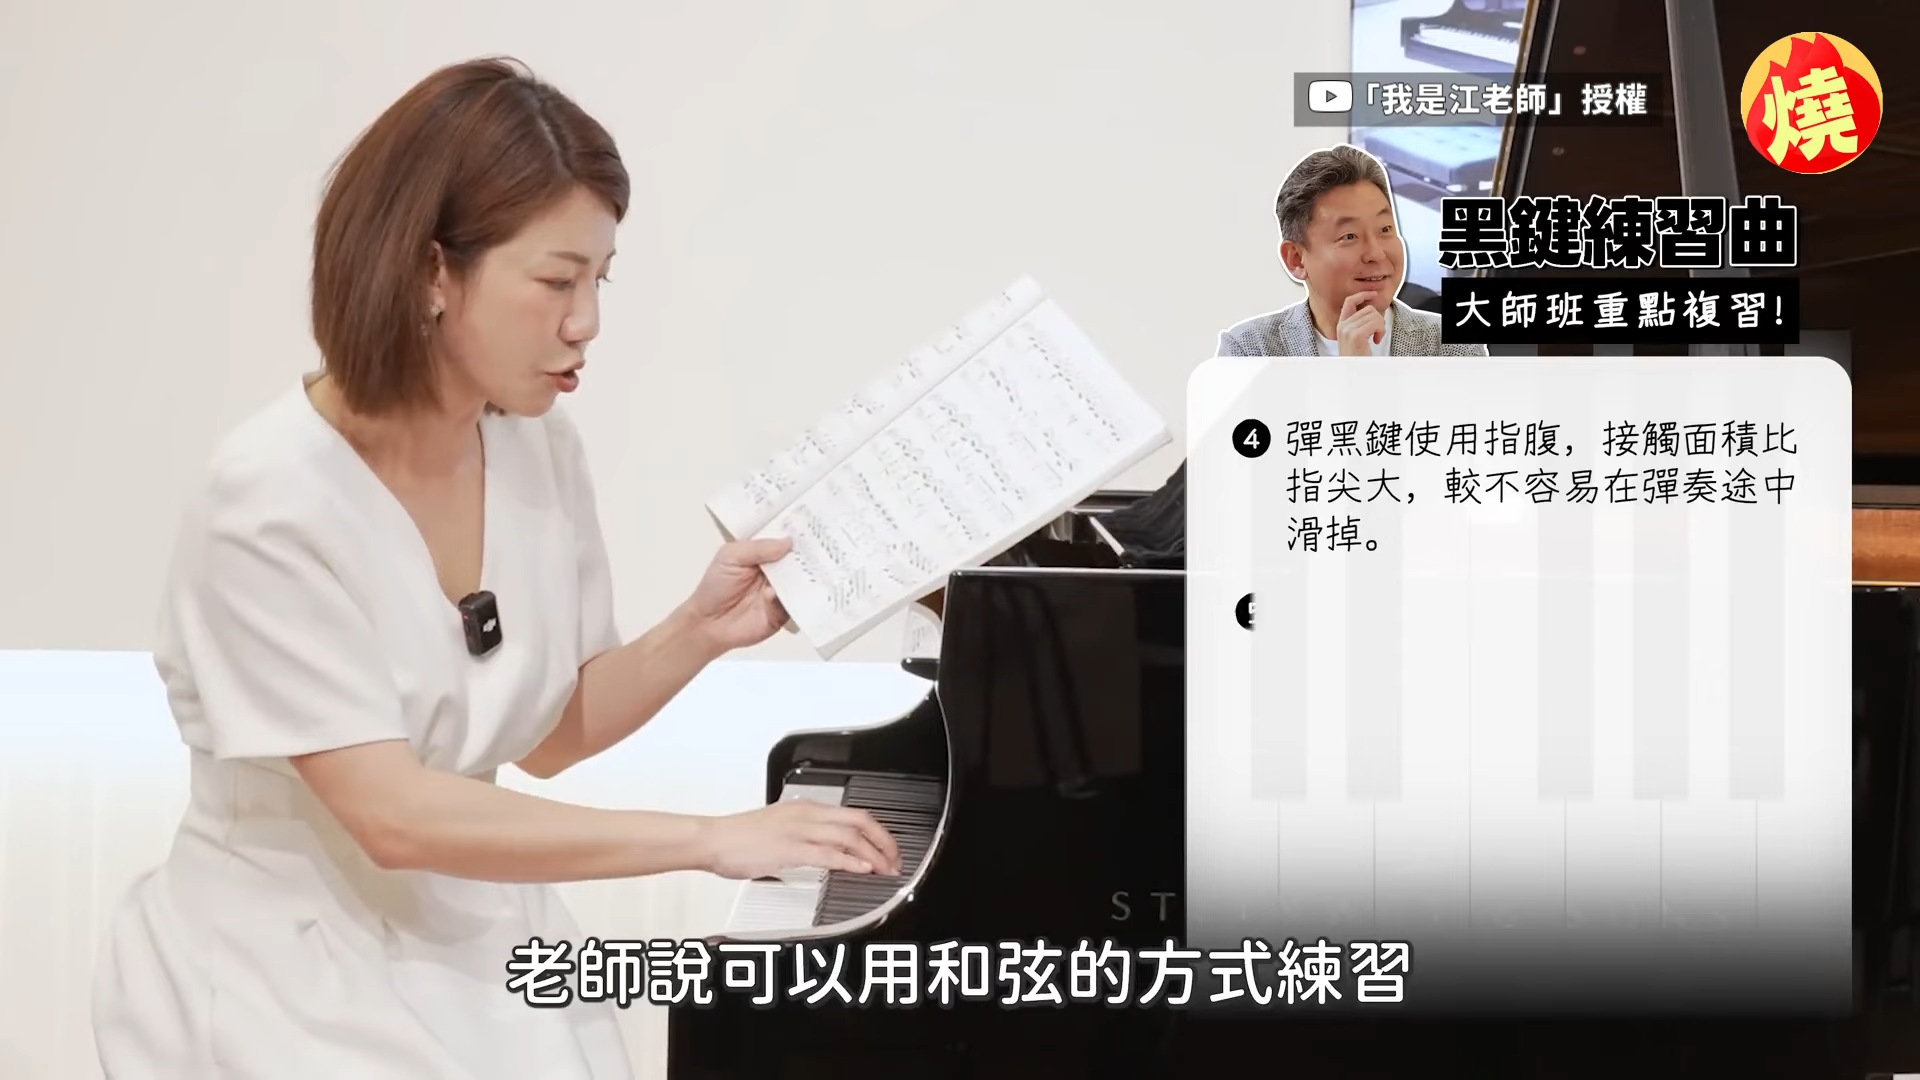 「我是江老師」授權
燒
黑鍵練習曲
大師班重點複習!
4 彈黑鍵使用指腹，接觸面積比
指尖大，較不容易在彈奏途中
滑掉。
ST
老師說可以用和弦的方式練習